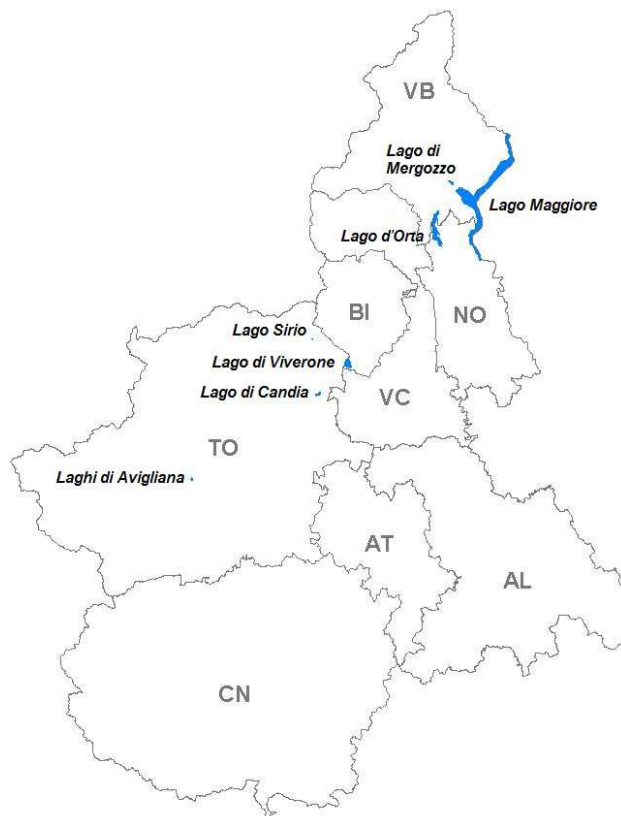 VB
Lago di
Mergozzo
Lago Maggiore
Lago d'Orta
BI
NO
Lago Sirio
Lago di Viverone
Lago di Candia
VC
TO
Laghi di Avigliana
AT
AL
CN